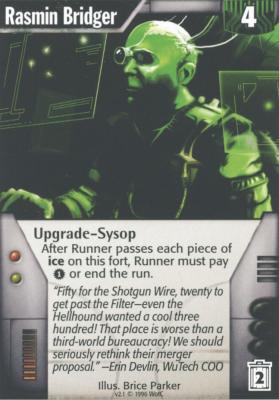 Rasmin Bridger
4
Upgrade-Sysop
After Runner passes each piece of
ice on this fort, Runner must pay
1 or end the run.
"Fifty for the Shotgun Wire, twenty to
get past the Filter–even the
Hellhound wanted a cool three
hundred! That place is worse than a
third-world bureaucracy! We should
seriously rethink their merger
proposal." –Erin Devlin, WuTech COO
Illus. Brice Parker
v2.1 © 1996 WotC
2